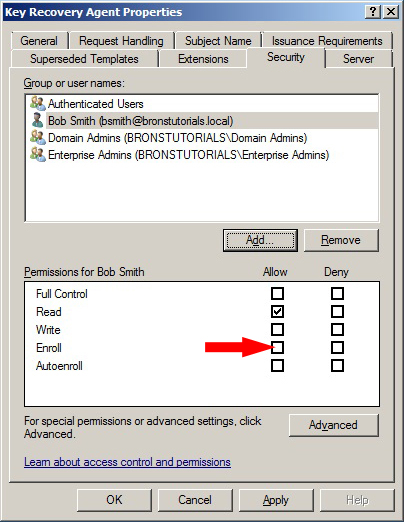 Key Recovery Agent Properties
General Request Handling Subject Name Issuance Requirements
Superseded Templates Extensions Security Server
Group or user names:
Authenticated Users
Bob Smith (bsmith@bronstutorials.local)
Domain Admins (BRONSTUTORIALS\Domain Admins)
Enterprise Admins (BRONSTUTORIALS\Enterprise Admins)
Add... Remove
Permissions for Bob Smith Allow Deny
Full Control
Read
Write
Enroll
Autoenroll
For special permissions or advanced settings, click
Advanced.
Advanced
Learn about access control and permissions
OK Cancel Apply Help